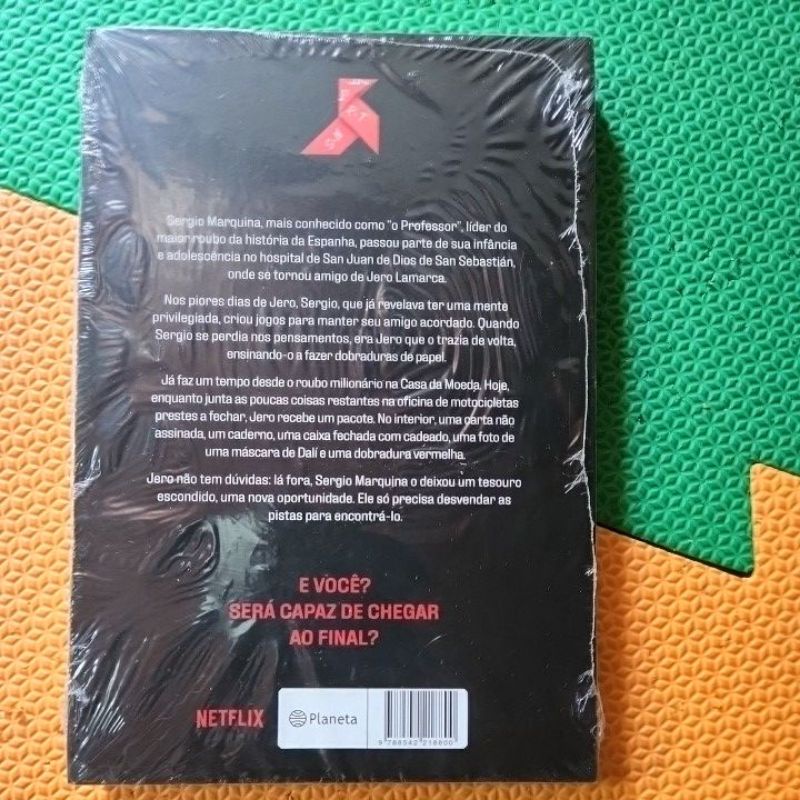 Sergio Marquina, mais conhecido como "o Professor", líder do
maior roubo da história da Espanha, passou parte de sua infância
e adolescência no hospital de San Juan de Dios de San Sebastián,
onde se tornou amigo de Jero Lamarca.
Nos piores dias de Jero, Sergio, que já revelava ter uma mente
privilegiada, criou jogos para manter seu amigo acordado. Quando
Sergio se perdia nos pensamentos, era Jero que o trazia de volta,
ensinando-o a fazer dobraduras de papel.
Já faz um tempo desde o roubo milionário na Casa da Moeda. Hoje,
enquanto junta as poucas coisas restantes na oficina de motocicletas
prestes a fechar, Jero recebe um pacote. No interior, uma carta não
assinada, um caderno, uma caixa fechada com cadeado, uma foto de
uma máscara de Dalí e uma dobradura vermelha.
Jero não tem dúvidas: lá fora, Sergio Marquina o deixou um tesouro
escondido, uma nova oportunidade. Ele só precisa desvendar as
pistas para encontrá-lo.
E VOCÊ?
SERÁ CAPAZ DE CHEGAR
AO FINAL?
NETFLIX
Planeta